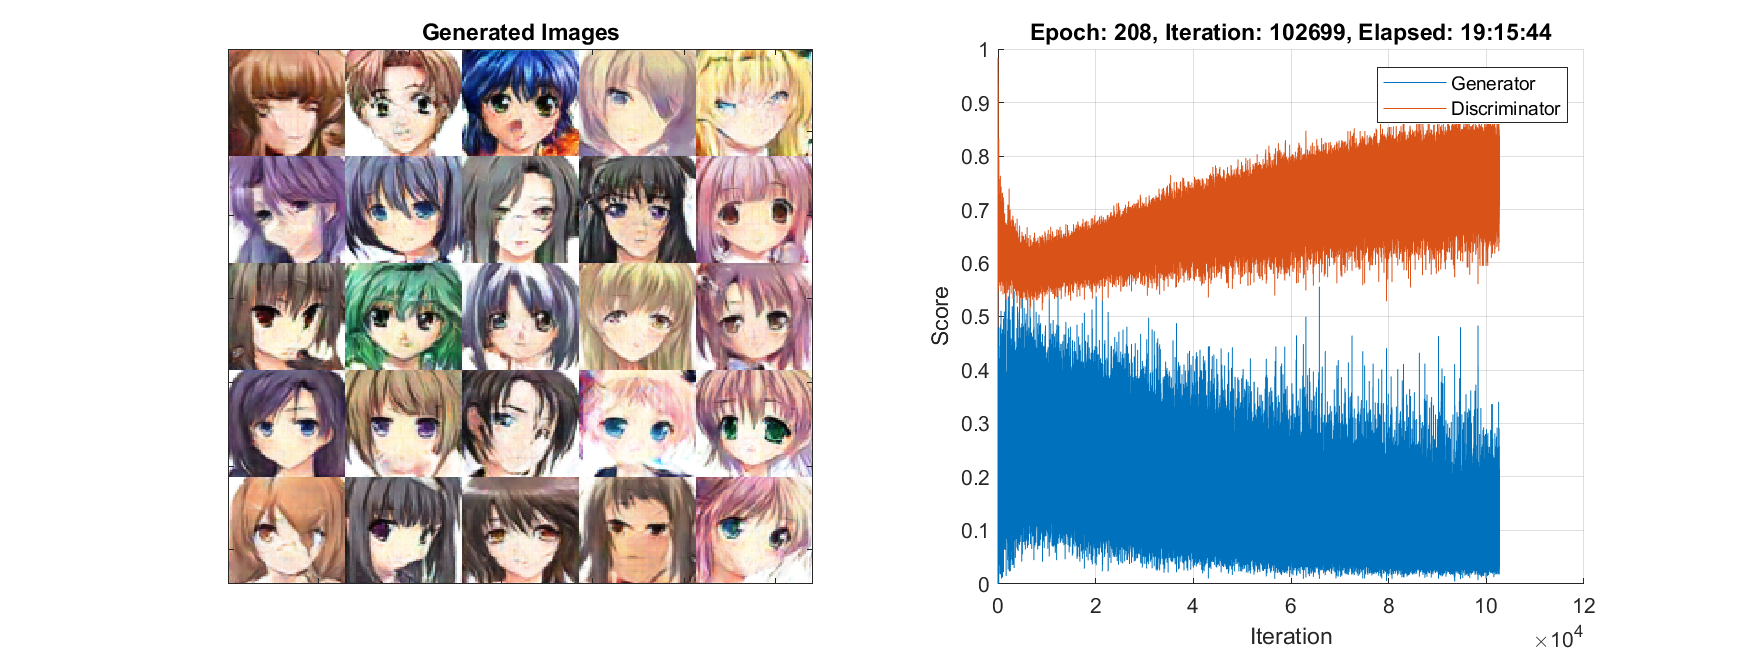 Generated Images
Epoch: 208, Iteration: 102699, Elapsed: 19:15:44
Generator
Discriminator
Score
1
0.9
0.8
0.7
0.6
0.5
0.4
0.3
0.2
0.1
0
0 2 4 6 8 10 12
Iteration
×10⁴